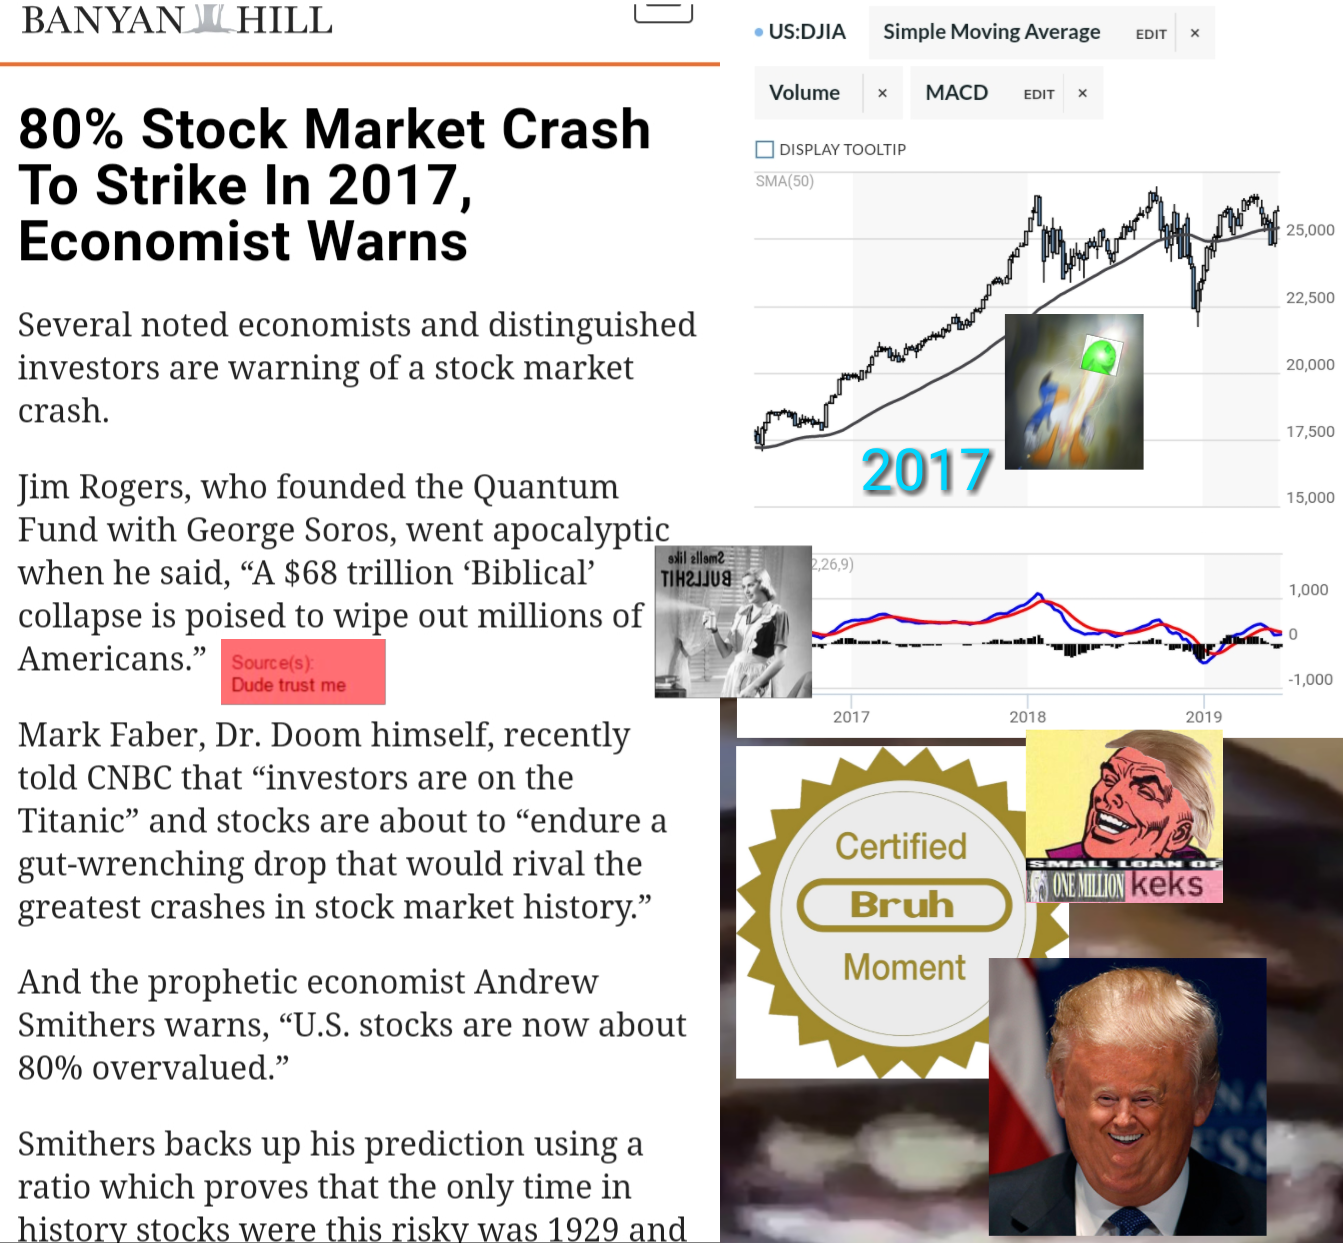 BANYAN HILL
80% Stock Market Crash
To Strike In 2017,
Economist Warns
Several noted economists and distinguished
investors are warning of a stock market
crash.
Jim Rogers, who founded the Quantum
Fund with George Soros, went apocalyptic
when he said, “A $68 trillion ‘Biblical’
collapse is poised to wipe out millions of
Americans.”
Source(s):
Dude trust me
Mark Faber, Dr. Doom himself, recently
told CNBC that “investors are on the
Titanic” and stocks are about to “endure a
gut-wrenching drop that would rival the
greatest crashes in stock market history.”
And the prophetic economist Andrew
Smithers warns, “U.S. stocks are now about
80% overvalued.”
Smithers backs up his prediction using a
ratio which proves that the only time in
history stocks were this risky was 1929 and
US:DJIA
Simple Moving Average EDIT ×
Volume ×
MACD EDIT ×
DISPLAY TOOLTIP
SMA(50)
25,000
22,500
20,000
17,500
15,000
2017
Smells like
BULLSHIT
2,26,9)
1,000
0
-1,000
2017 2018 2019
Certified
Bruh
Moment
SMALL LOAN OF
ONE MILLION keks
NA
ESS